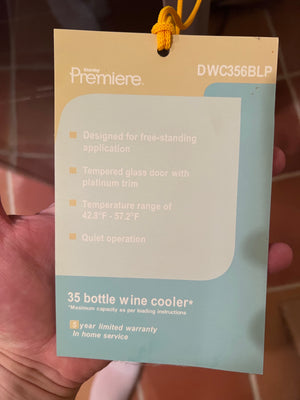 Danby
Premiere®
DWC356BLP
Designed for free-standing
application
Tempered glass door with
platinum trim
Temperature range of
42.8°F - 57.2°F
Quiet operation
35 bottle wine cooler*
*Maximum capacity as per loading instructions
5 year limited warranty
In home service